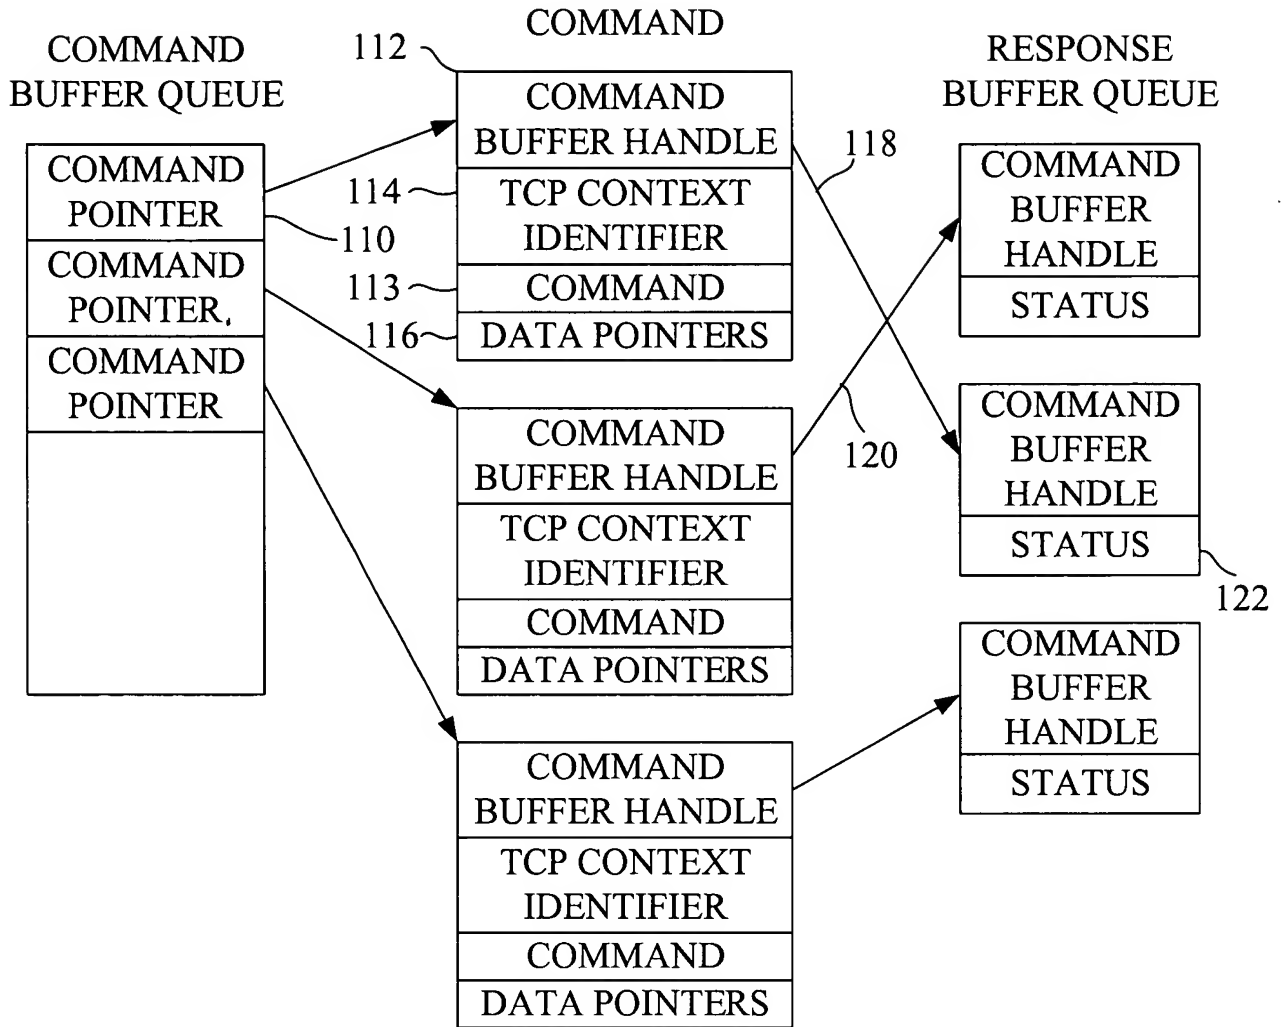 COMMAND
BUFFER QUEUE
COMMAND
POINTER
110
COMMAND
POINTER.
COMMAND
POINTER
COMMAND
112
COMMAND
BUFFER HANDLE
114
TCP CONTEXT
IDENTIFIER
113
COMMAND
116
DATA POINTERS
COMMAND
BUFFER HANDLE
TCP CONTEXT
IDENTIFIER
COMMAND
DATA POINTERS
COMMAND
BUFFER HANDLE
TCP CONTEXT
IDENTIFIER
COMMAND
DATA POINTERS
118
120
RESPONSE
BUFFER QUEUE
COMMAND
BUFFER
HANDLE
STATUS
COMMAND
BUFFER
HANDLE
STATUS
122
COMMAND
BUFFER
HANDLE
STATUS